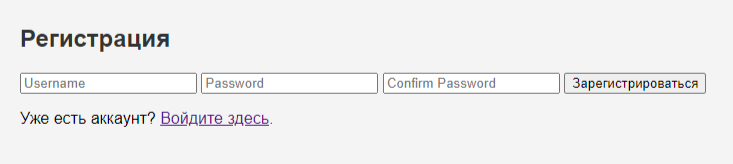 Регистрация
Username Password Confirm Password Зарегистрироваться
Уже есть аккаунт? Войдите здесь.